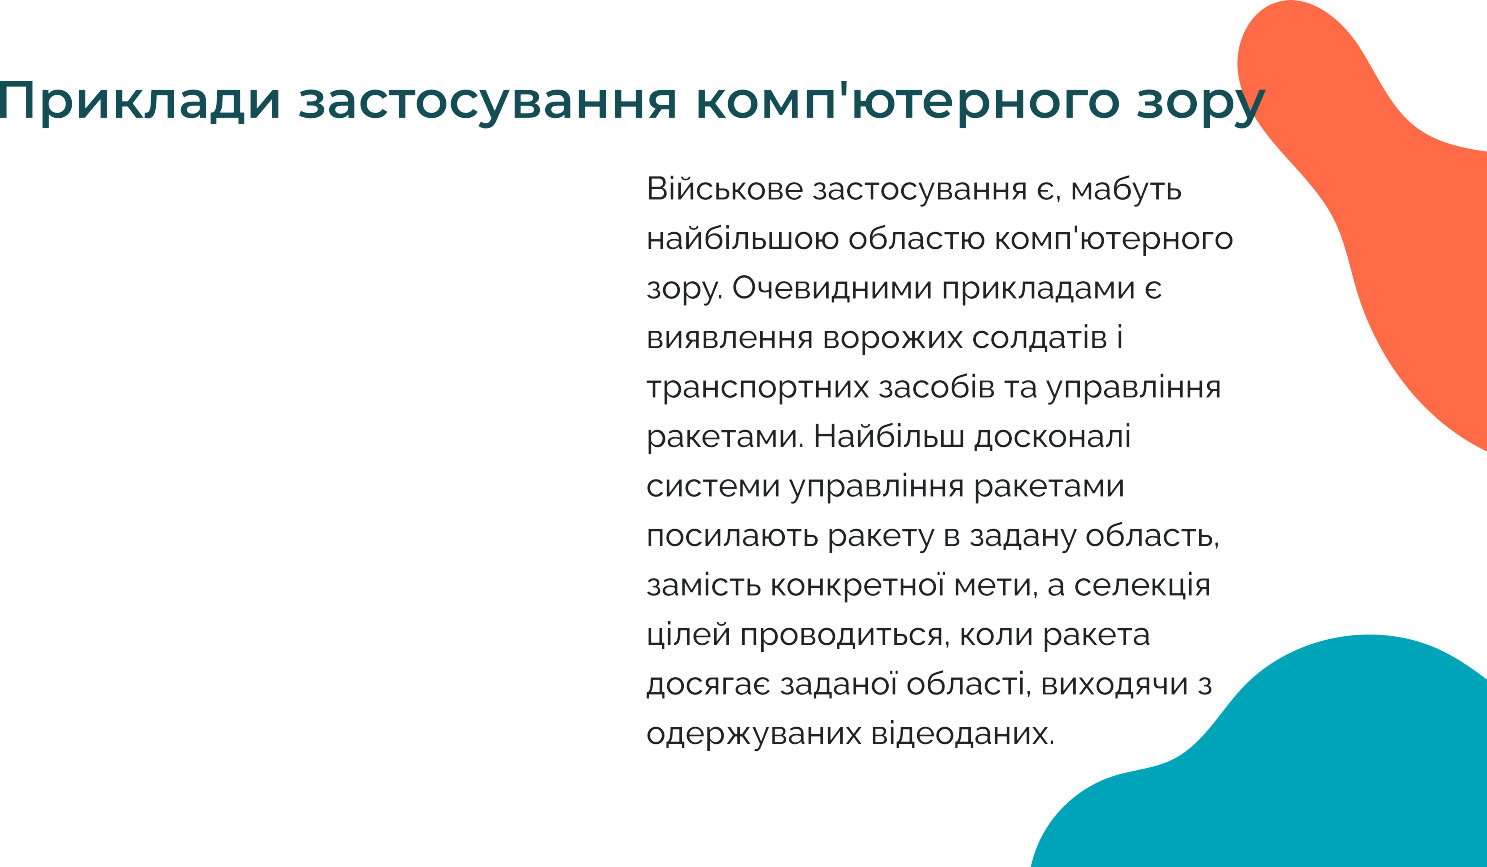 Приклади застосування комп'ютерного зору
Військове застосування є, мабуть
найбільшою областю комп'ютерного
зору. Очевидними прикладами є
виявлення ворожих солдатів і
транспортних засобів та управління
ракетами. Найбільш досконалі
системи управління ракетами
посилають ракету в задану область,
замість конкретної мети, а селекція
цілей проводиться, коли ракета
досягає заданої області, виходячи з
одержуваних відеоданих.